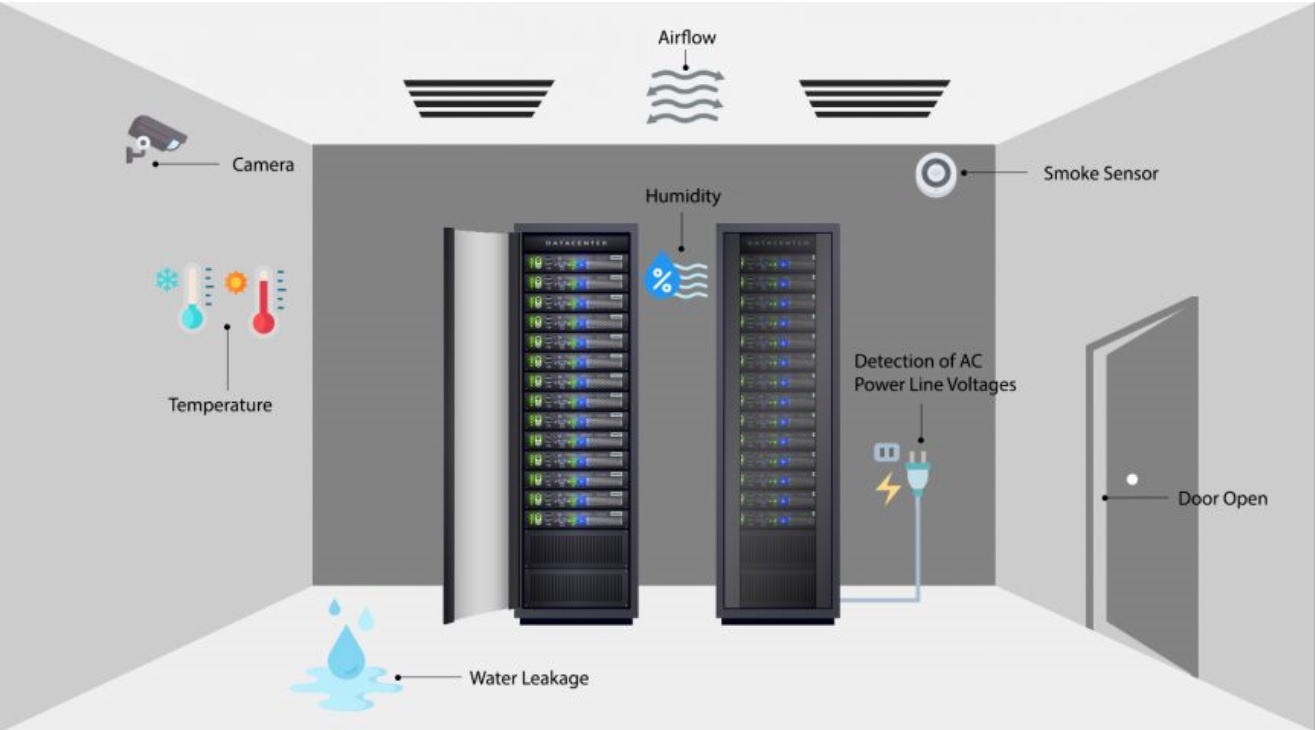 Airflow
Camera
Smoke Sensor
Humidity
DATACENTER
DATACENTER
%
Detection of AC
Power Line Voltages
Temperature
Door Open
Water Leakage